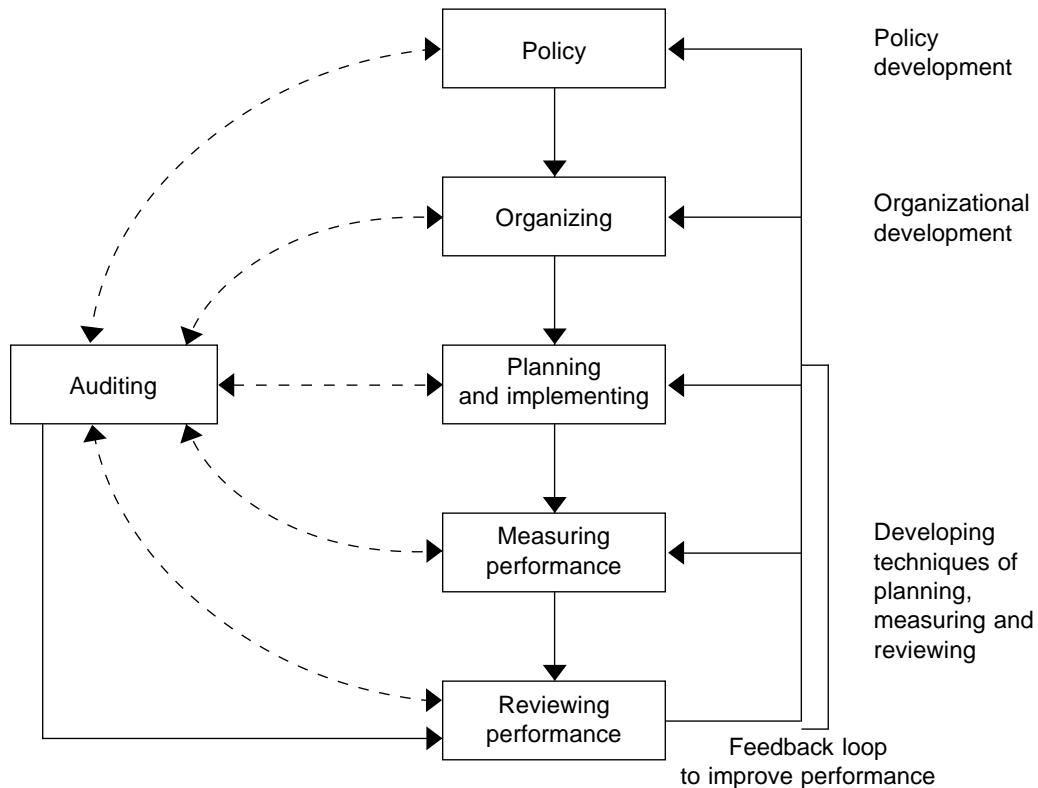 Policy
Policy
development
Organizing
Organizational
development
Auditing
Planning
and implementing
Measuring
performance
Developing
techniques of
planning,
measuring and
reviewing
Reviewing
performance
Feedback loop
to improve performance